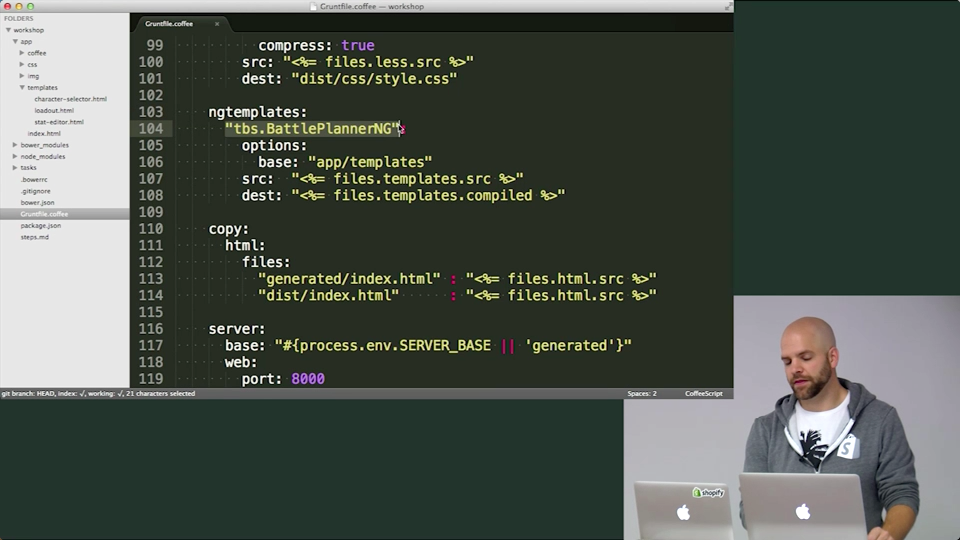 Gruntfile.coffee — workshop
FOLDERS
workshop
app
coffee
css
img
templates
character-selector.html
loadout.html
stat-editor.html
index.html
bower_modules
node_modules
tasks
.bowerrc
.gitignore
bower.json
Gruntfile.coffee
package.json
steps.md
Gruntfile.coffee ×
99 compress: true
100 src: "<%= files.less.src %>"
101 dest: "dist/css/style.css"
102
103 ngtemplates:
104 "tbs.BattlePlannerNG":
105 options:
106 base: "app/templates"
107 src: "<%= files.templates.src %>"
108 dest: "<%= files.templates.compiled %>"
109
110 copy:
111 html:
112 files:
113 "generated/index.html" : "<%= files.html.src %>"
114 "dist/index.html" : "<%= files.html.src %>"
115
116 server:
117 base: "#{process.env.SERVER_BASE || 'generated'}"
118 web:
119 port: 8000
git branch: HEAD, index: √, working: √, 21 characters selected
Spaces: 2
CoffeeScript
shopify